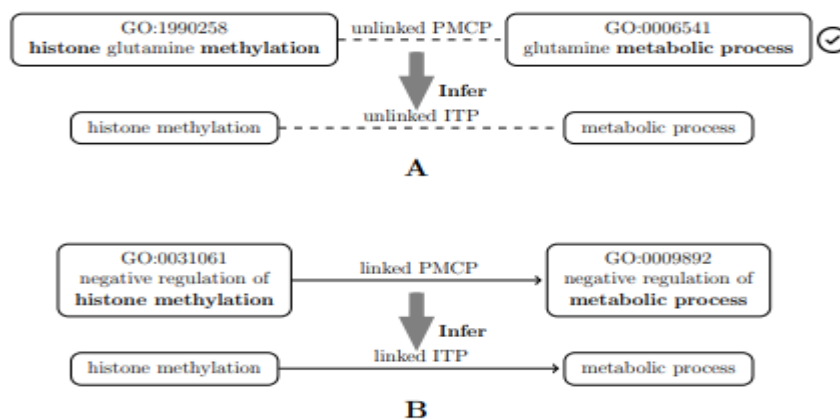 GO:1990258
histone glutamine methylation
unlinked PMCP
GO:0006541
glutamine metabolic process
Infer
histone methylation
unlinked ITP
metabolic process
A
GO:0031061
negative regulation of
histone methylation
linked PMCP
GO:0009892
negative regulation of
metabolic process
Infer
histone methylation
linked ITP
metabolic process
B